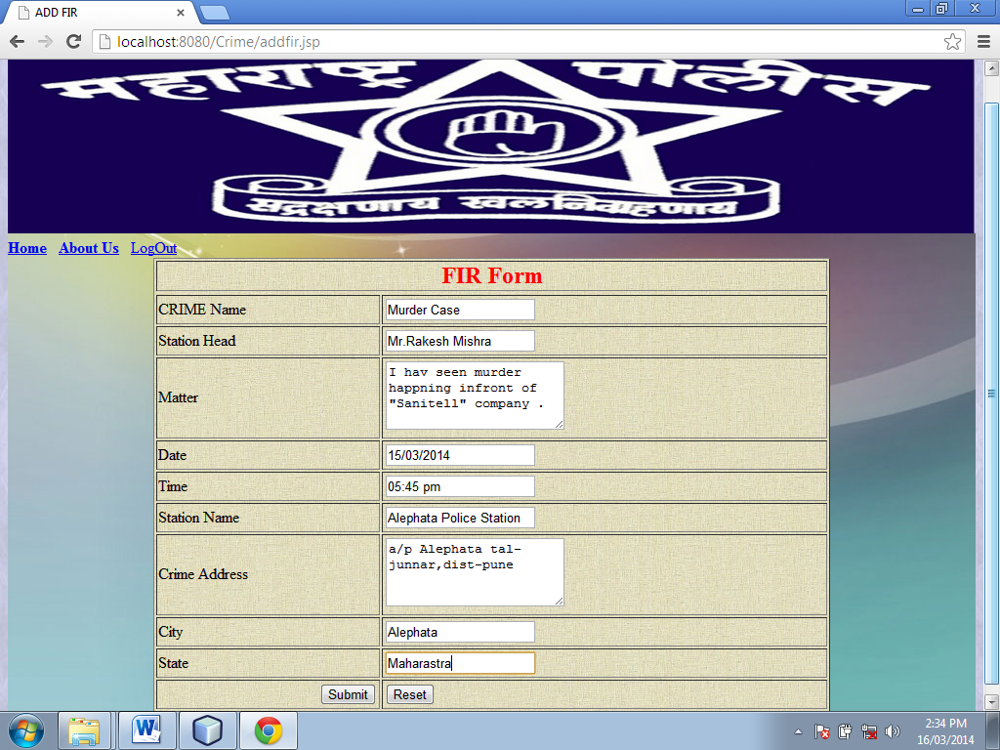 ADD FIR
localhost:8080/Crime/addfir.jsp
महाराष्ट्र पोलीस
सद्रक्षणाय खलनिग्रहणाय
Home About Us LogOut
FIR Form
CRIME Name Murder Case
Station Head Mr.Rakesh Mishra
Matter
I hav seen murder
happning infront of
"Sanitell" company .
Date 15/03/2014
Time 05:45 pm
Station Name Alephata Police Station
Crime Address
a/p Alephata tal-
junnar,dist-pune
City Alephata
State Maharastra
Submit Reset
2:34 PM
16/03/2014